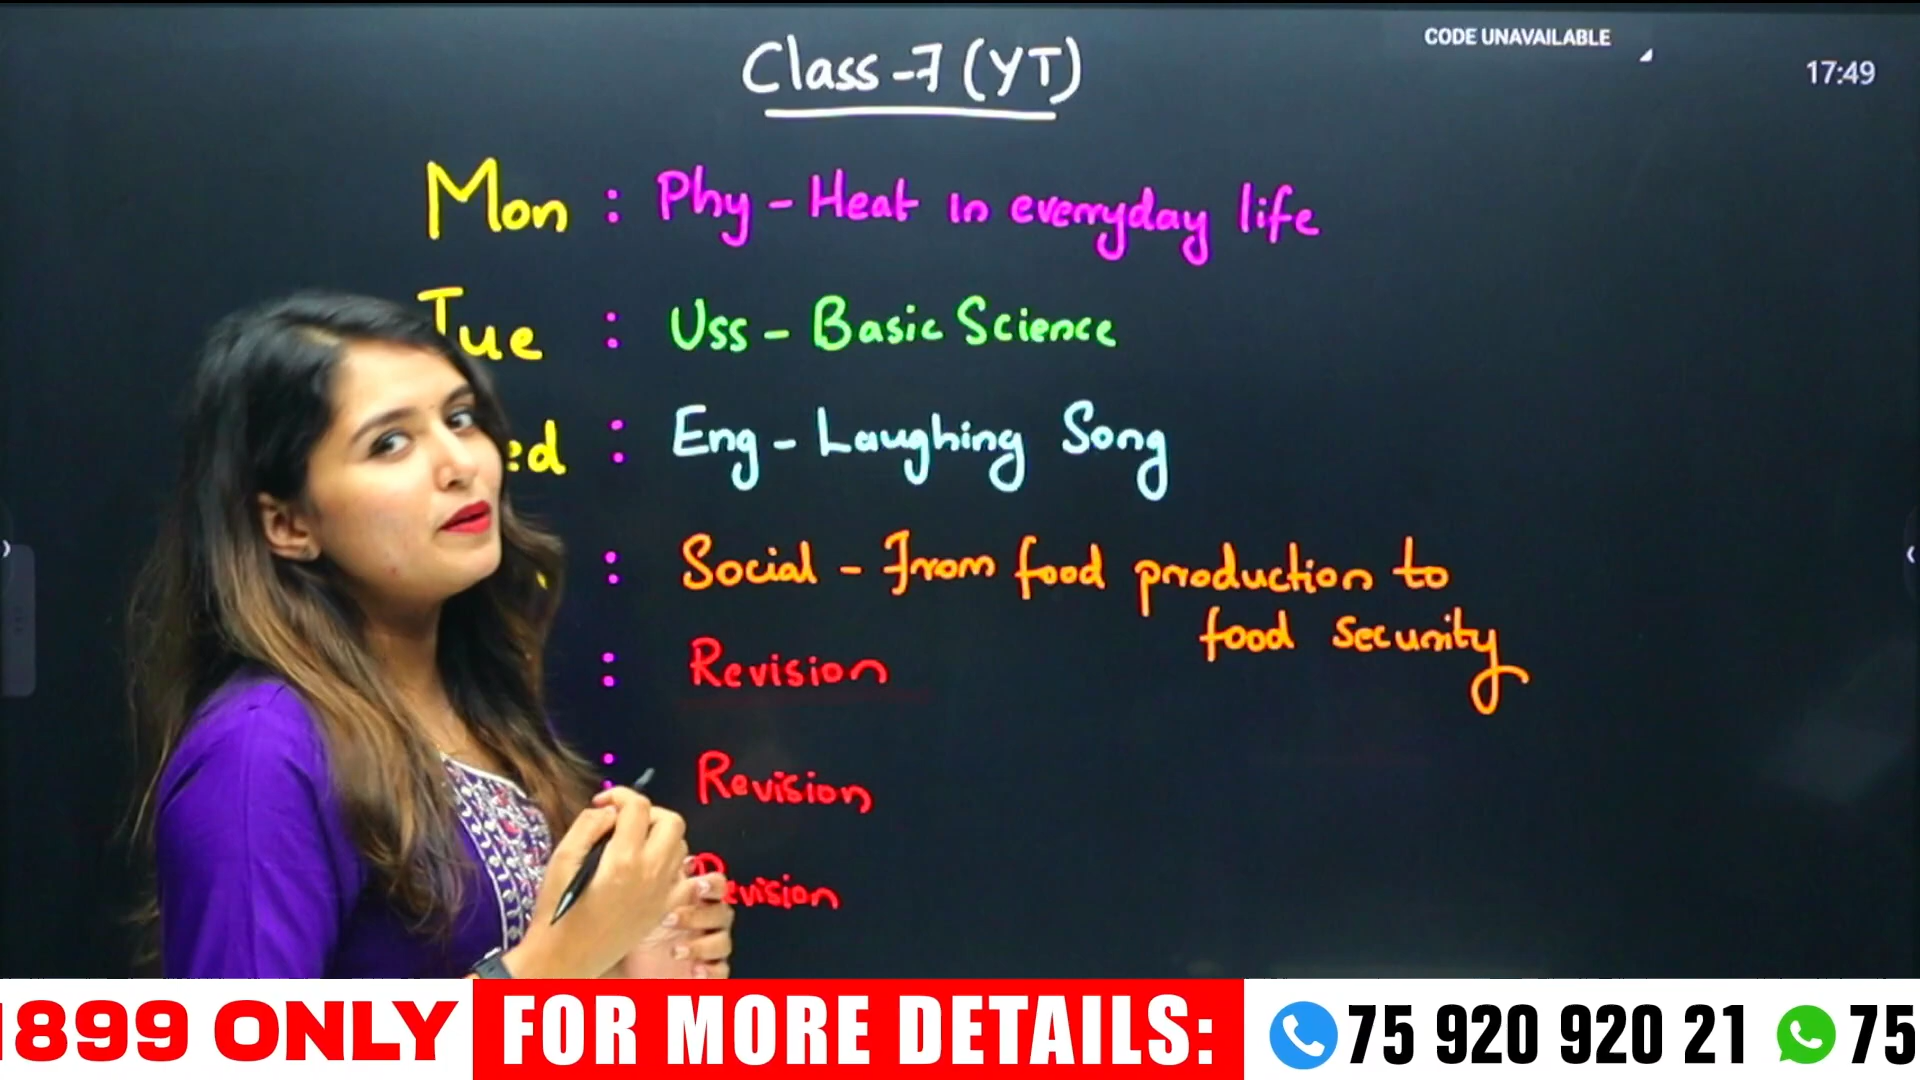 Class-7 (YT)
CODE UNAVAILABLE
17:49
Mon : Phy - Heat in everyday life
Tue : Uss - Basic Science
: Eng - Laughing Song
: Social - From food production to
food security
: Revision
: Revision
Revision
1899 ONLY FOR MORE DETAILS: 75 920 920 21 75